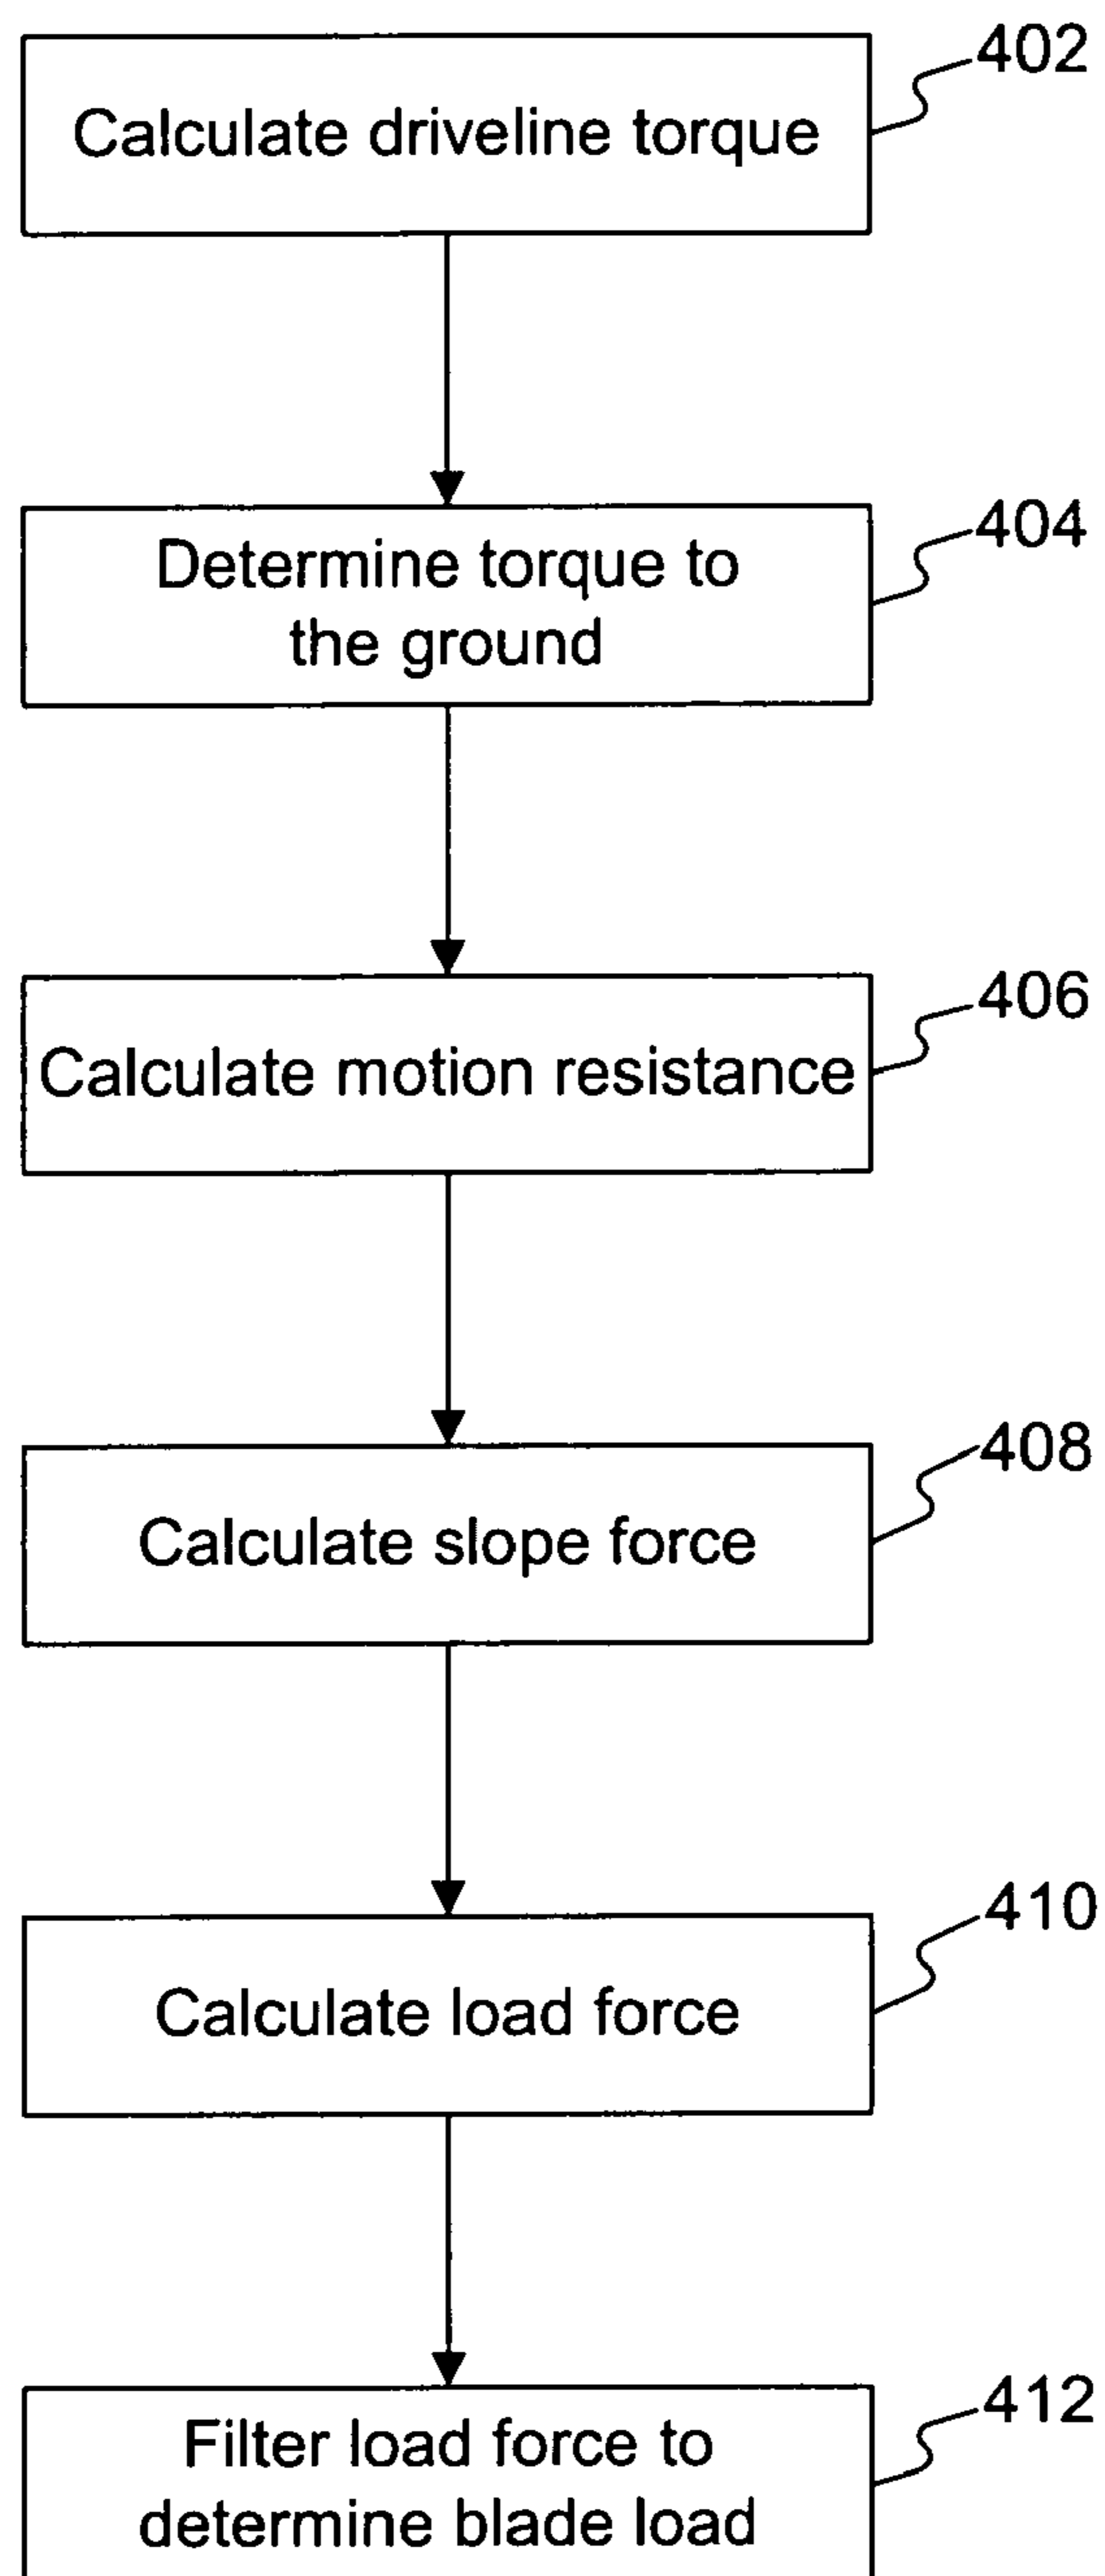 402
Calculate driveline torque
404
Determine torque to
the ground
406
Calculate motion resistance
408
Calculate slope force
410
Calculate load force
412
Filter load force to
determine blade load